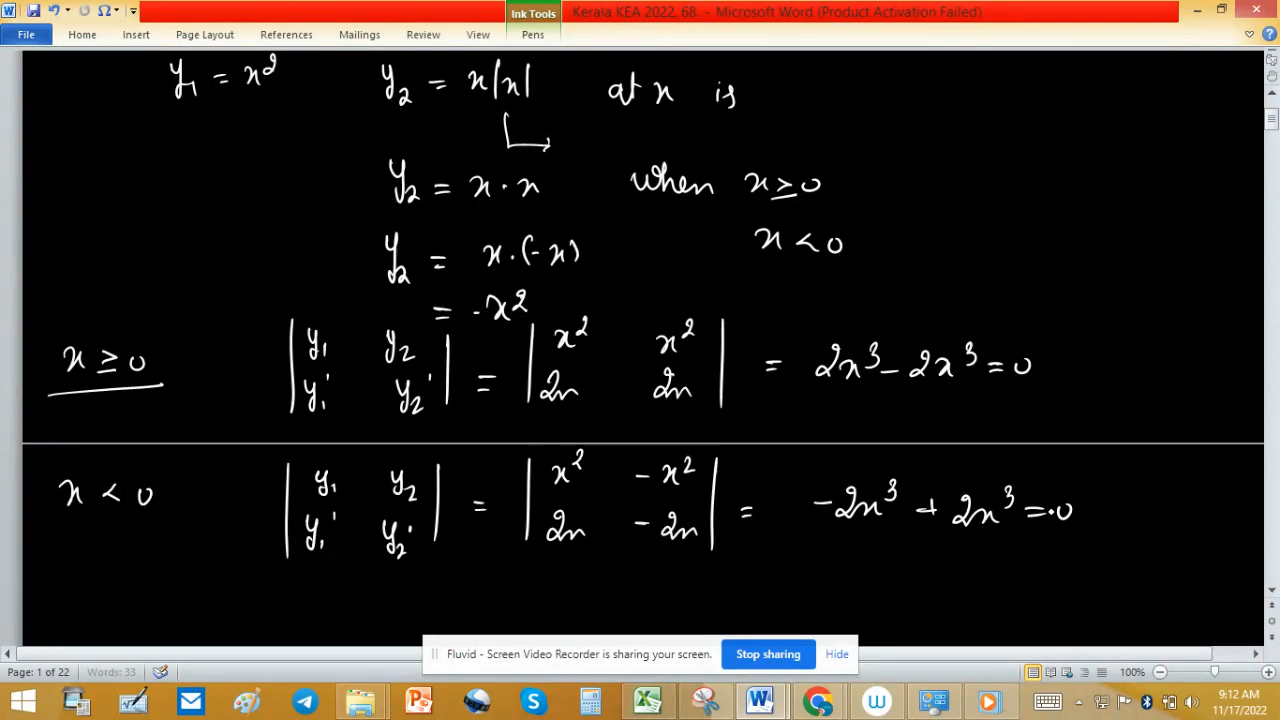 Ink Tools
Kerala KEA 2022, 68. - Microsoft Word (Product Activation Failed)
File Home Insert Page Layout References Mailings Review View Pens
y₁ = x² y₂ = x|x| at x is
y₂ = x · x when x ≥ 0
y₂ = x · (-x) x < 0
= -x²
x ≥ 0 |y₁ y₂| = |x² x²| = 2x³ - 2x³ = 0
|y₁' y₂'| |2x 2x|
x < 0 |y₁ y₂| = |x² -x²| = -2x³ + 2x³ = 0
|y₁' y₂'| |2x -2x|
Fluvid - Screen Video Recorder is sharing your screen. Stop sharing Hide
Page: 1 of 22 Words: 33 100%
9:12 AM
11/17/2022